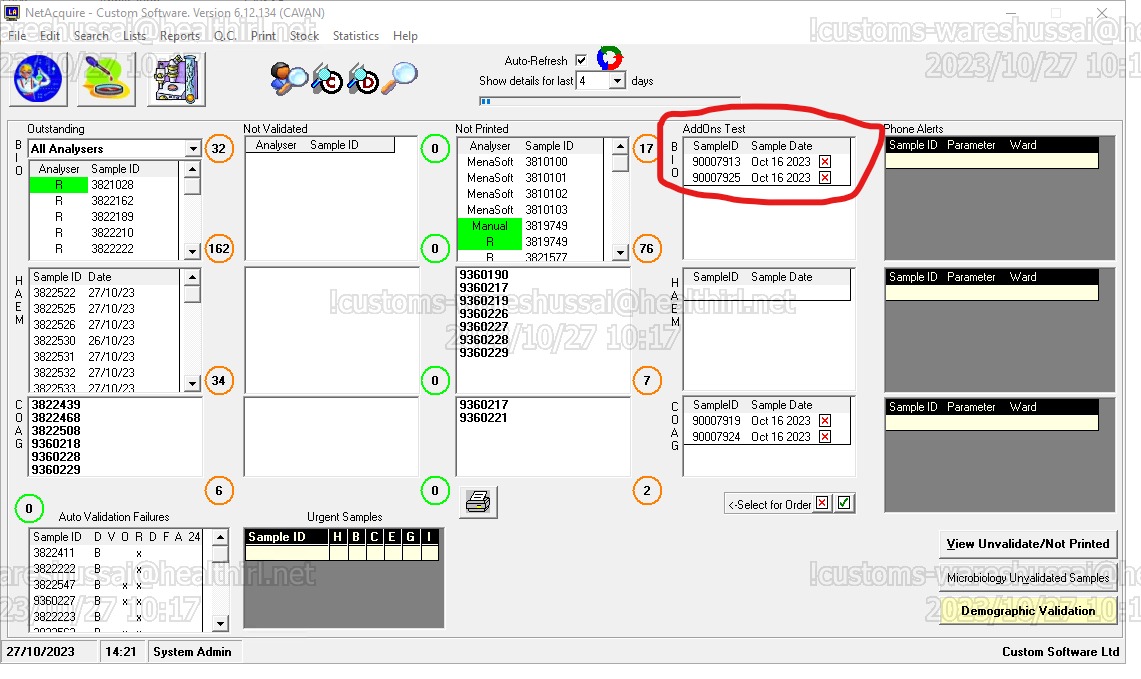 NetAcquire - Custom Software. Version 6.12.134 (CAVAN)
File Edit Search Lists Reports Q.C. Print Stock Statistics Help
Auto-Refresh
Show details for last 4 days
Outstanding
BIO
All Analysers
32
Analyser Sample ID
R 3821028
3822162
3822189
3822210
3822222
162
Not Validated
Analyser Sample ID
0
0
Not Printed
Analyser Sample ID
MenaSoft 3810100
MenaSoft 3810101
MenaSoft 3810102
MenaSoft 3810103
Manual 3819749
R 3819749
R 3821577
17
76
AddOns Test
BIO
SampleID Sample Date
90007913 Oct 16 2023
90007925 Oct 16 2023
Phone Alerts
Sample ID Parameter Ward
HAEM
Sample ID Date
3822522 27/10/23
3822525 27/10/23
3822526 27/10/23
3822530 26/10/23
3822531 27/10/23
3822532 27/10/23
3822533 27/10/23
34
0
9360190
9360217
9360219
9360226
9360227
9360228
9360229
7
HAEM
SampleID Sample Date
Sample ID Parameter Ward
COAG
3822439
3822468
3822508
9360218
9360228
9360229
6
0
9360217
9360221
2
COAG
SampleID Sample Date
90007919 Oct 16 2023
90007924 Oct 16 2023
Sample ID Parameter Ward
<-Select for Order
0
Auto Validation Failures
Sample ID D V O R D F A 24
3822411 B x
3822222 B x
3822547 B x x
9360227 B x x
3822223 B x
Urgent Samples
Sample ID H B C E G I
View Unvalidate/Not Printed
Microbiology Unvalidated Samples
Demographic Validation
27/10/2023 14:21 System Admin
Custom Software Ltd
!customs-wareshussai@healthirl.net
2023/10/27 10:17